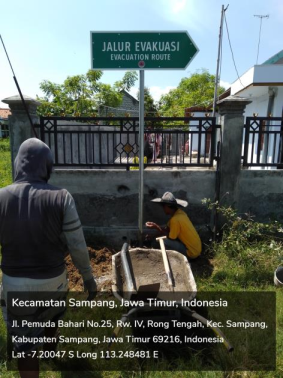 JALUR EVAKUASI
EVACUATION ROUTE
Kecamatan Sampang, Jawa Timur, Indonesia
Jl. Pemuda Bahari No.25, Rw. IV, Rong Tengah, Kec. Sampang,
Kabupaten Sampang, Jawa Timur 69216, Indonesia
Lat -7.20047 S Long 113.248481 E